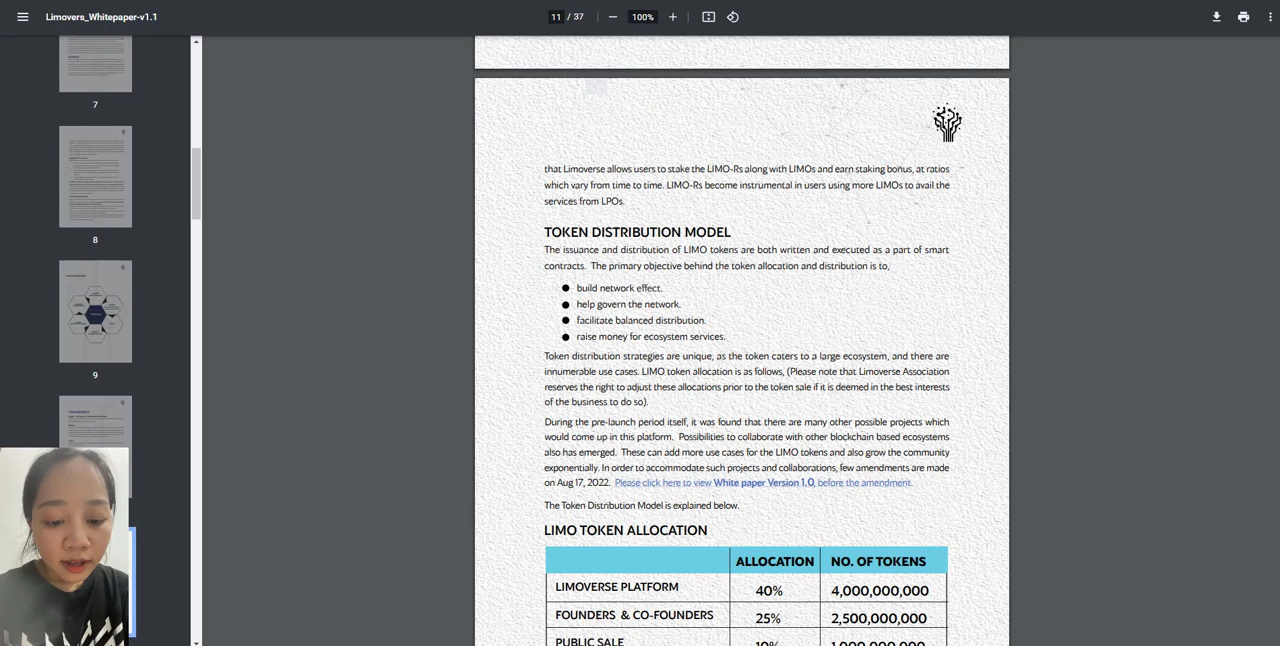 Limovers_Whitepaper-v1.1
11 / 37
100%
7
8
9
that Limoverse allows users to stake the LIMO-Rs along with LIMOs and earn staking bonus, at ratios
which vary from time to time. LIMO-Rs become instrumental in users using more LIMOs to avail the
services from LPOs.
TOKEN DISTRIBUTION MODEL
The issuance and distribution of LIMO tokens are both written and executed as a part of smart
contracts. The primary objective behind the token allocation and distribution is to,
● build network effect.
● help govern the network.
● facilitate balanced distribution.
● raise money for ecosystem services.
Token distribution strategies are unique, as the token caters to a large ecosystem, and there are
innumerable use cases. LIMO token allocation is as follows, (Please note that Limoverse Association
reserves the right to adjust these allocations prior to the token sale if it is deemed in the best interests
of the business to do so).
During the pre-launch period itself, it was found that there are many other possible projects which
would come up in this platform. Possibilities to collaborate with other blockchain based ecosystems
also has emerged. These can add more use cases for the LIMO tokens and also grow the community
exponentially. In order to accommodate such projects and collaborations, few amendments are made
on Aug 17, 2022. Please click here to view White paper Version 1.0, before the amendment.
The Token Distribution Model is explained below.
LIMO TOKEN ALLOCATION
ALLOCATION NO. OF TOKENS
LIMOVERSE PLATFORM 40% 4,000,000,000
FOUNDERS & CO-FOUNDERS 25% 2,500,000,000
PUBLIC SALE 10% 1,000,000,000